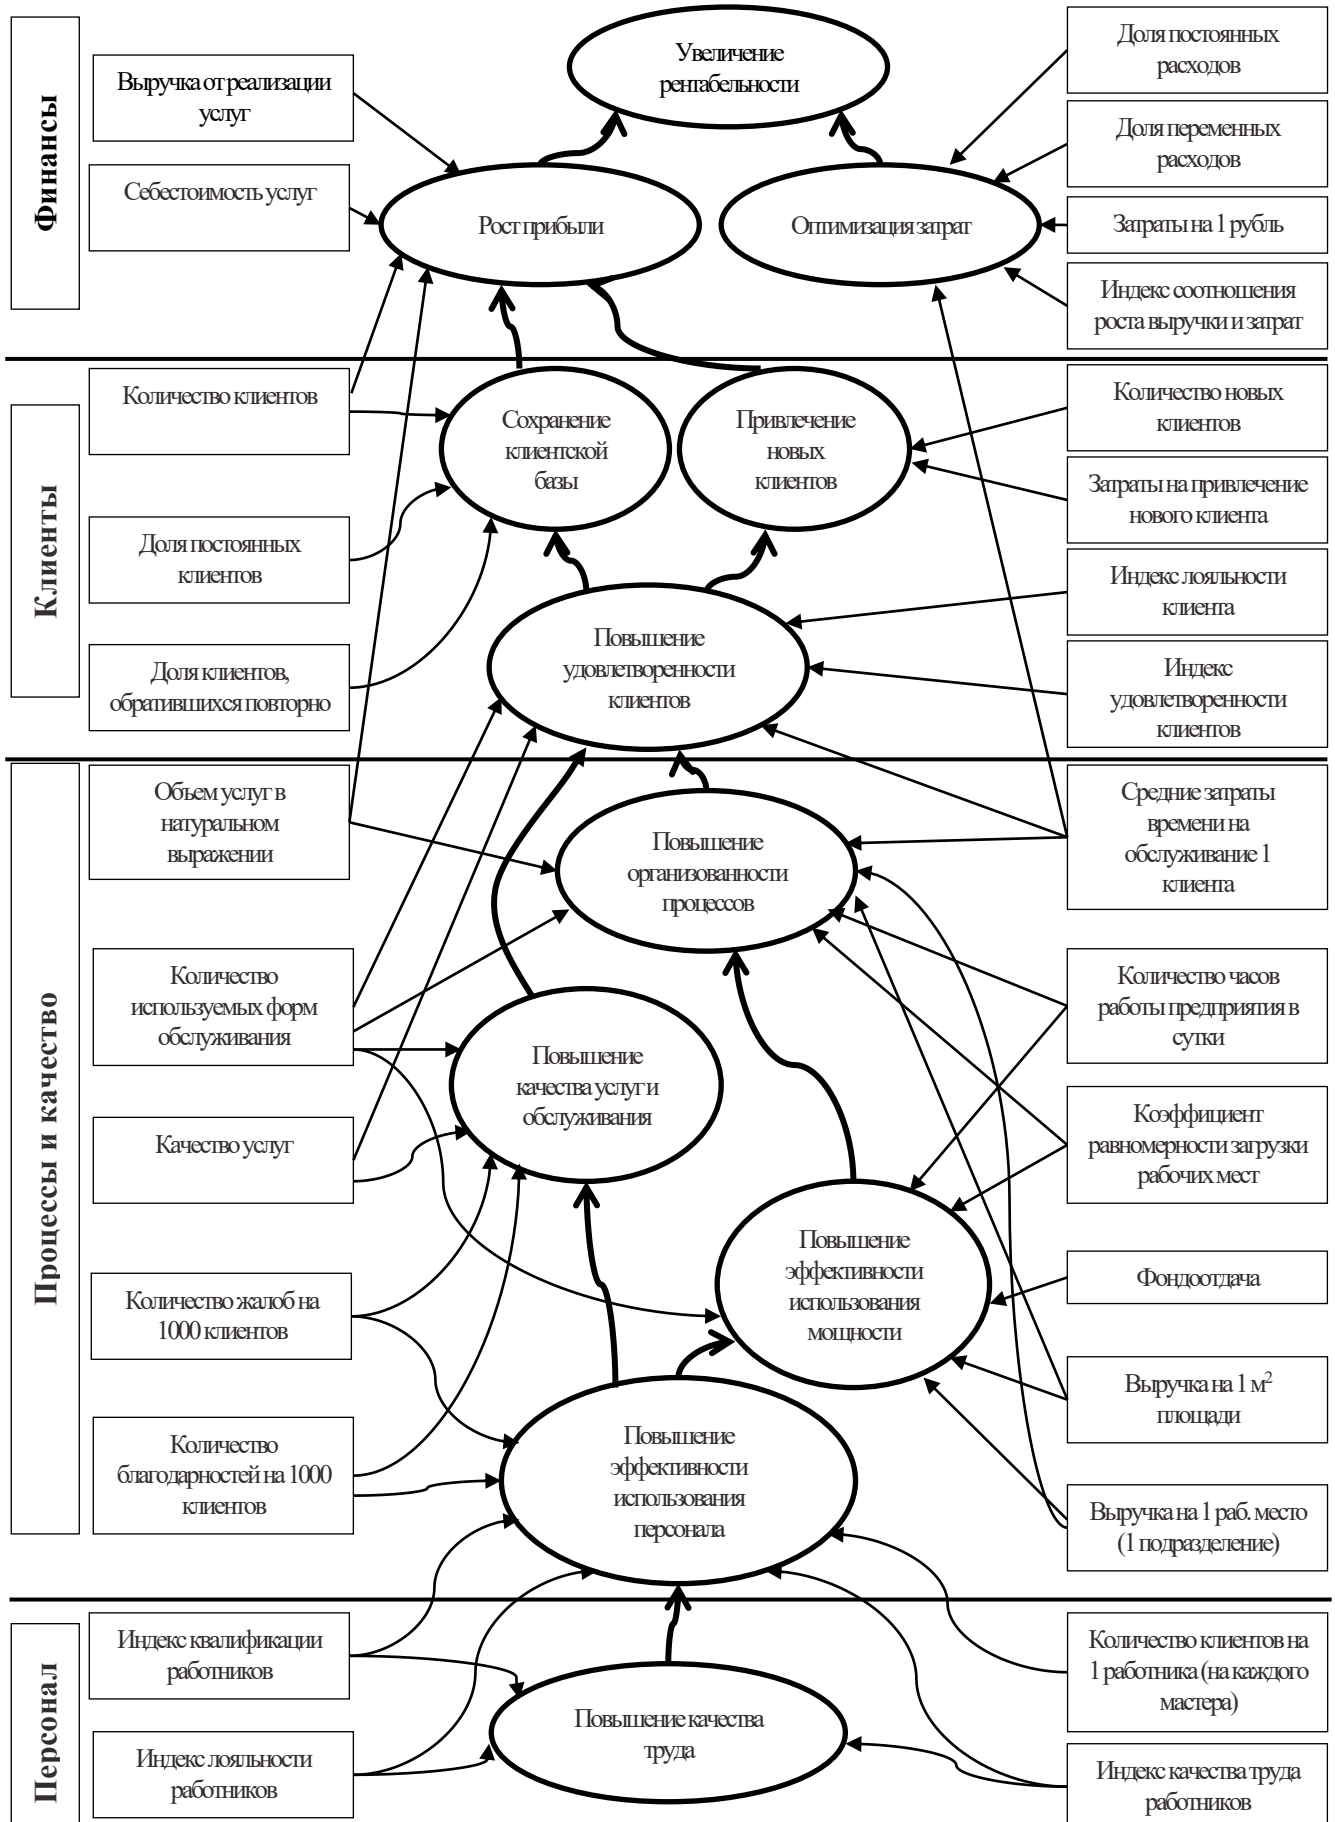 Финансы
Выручка от реализации
услуг
Себестоимость услуг
Увеличение
рентабельности
Рост прибыли
Оптимизация затрат
Доля постоянных
расходов
Доля переменных
расходов
Затраты на 1 рубль
Индекс соотношения
роста выручки и затрат
Клиенты
Количество клиентов
Доля постоянных
клиентов
Доля клиентов,
обратившихся повторно
Сохранение
клиентской
базы
Привлечение
новых
клиентов
Повышение
удовлетворенности
клиентов
Количество новых
клиентов
Затраты на привлечение
нового клиента
Индекс лояльности
клиента
Индекс
удовлетворенности
клиентов
Процессы и качество
Объем услуг в
натуральном
выражении
Количество
используемых форм
обслуживания
Качество услуг
Количество жалоб на
1000 клиентов
Количество
благодарностей на 1000
клиентов
Повышение
организованности
процессов
Повышение
качества услуг и
обслуживания
Повышение
эффективности
использования
мощности
Повышение
эффективности
использования
персонала
Средние затраты
времени на
обслуживание 1
клиента
Количество часов
работы предприятия в
сутки
Коэффициент
равномерности загрузки
рабочих мест
Фондоотдача
Выручка на 1 м²
площади
Выручка на 1 раб. место
(1 подразделение)
Персонал
Индекс квалификации
работников
Индекс лояльности
работников
Повышение качества
труда
Количество клиентов на
1 работника (на каждого
мастера)
Индекс качества труда
работников